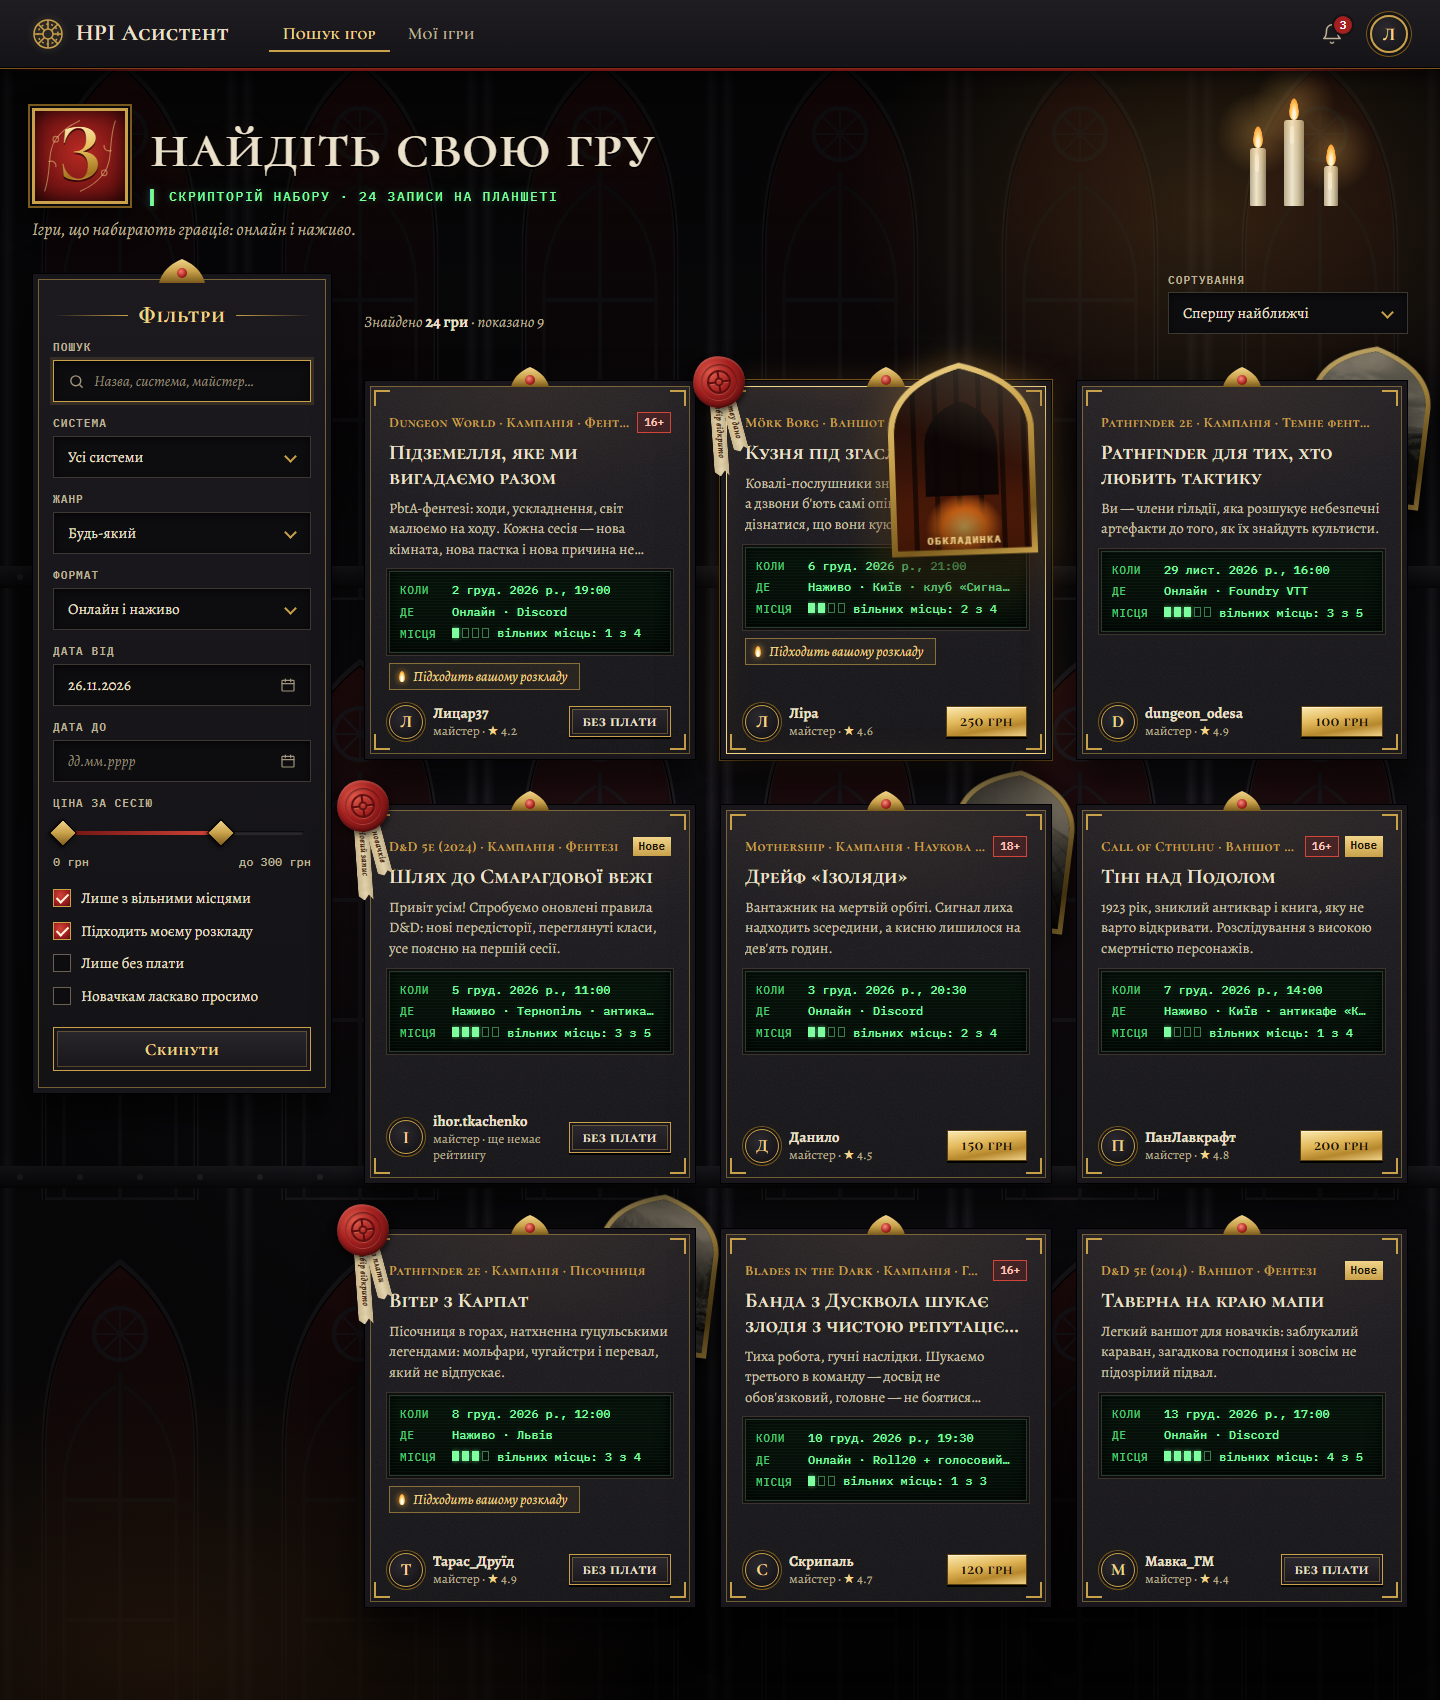 НРІ Асистент
Пошук ігор
Мої ігри
3
Л
З
НАЙДІТЬ СВОЮ ГРУ
СКРИПТОРІЙ НАБОРУ · 24 ЗАПИСИ НА ПЛАНШЕТІ
Ігри, що набирають гравців: онлайн і наживо.
Фільтри
ПОШУК
Назва, система, майстер...
СИСТЕМА
Усі системи
ЖАНР
Будь-який
ФОРМАТ
Онлайн і наживо
ДАТА ВІД
26.11.2026
ДАТА ДО
дд.мм.рррр
ЦІНА ЗА СЕСІЮ
0 грн
до 300 грн
Лише з вільними місцями
Підходить моєму розкладу
Лише без плати
Новачкам ласкаво просимо
Скинути
Знайдено 24 гри · показано 9
СОРТУВАННЯ
Спершу найближчі
Dungeon World · Кампанія · Фент...
16+
Підземелля, яке ми
вигадаємо разом
PbtA-фентезі: ходи, ускладнення, світ
малюємо на ходу. Кожна сесія — нова
кімната, нова пастка і нова причина не...
КОЛИ 2 груд. 2026 р., 19:00
ДЕ Онлайн · Discord
МІСЦЯ вільних місць: 1 з 4
Підходить вашому розкладу
Л
Лицар37
майстер · ★ 4.2
БЕЗ ПЛАТИ
дано
відкрито
Mörk Borg · Кампанія · Ваншот
Кузня під згас
Ковалі-послушники
а дзвони б'ють самі
дізнатися, що вони
ОБКЛАДИНКА
КОЛИ 6 груд. 2026 р., 21:00
ДЕ Наживо · Київ · клуб «Сигна...
МІСЦЯ вільних місць: 2 з 4
Підходить вашому розкладу
Л
Ліра
майстер · ★ 4.6
250 ГРН
Pathfinder 2e · Кампанія · Темне фент...
Pathfinder для тих, хто
любить тактику
Ви — члени гільдії, яка розшукує небезпечні
артефакти до того, як їх знайдуть культисти.
КОЛИ 29 лист. 2026 р., 16:00
ДЕ Онлайн · Foundry VTT
МІСЦЯ вільних місць: 3 з 5
D
dungeon_odesa
майстер · ★ 4.9
100 ГРН
новачків
запис
D&D 5e (2024) · Кампанія · Фентезі
Нове
Шлях до Смарагдової вежі
Привіт усім! Спробуємо оновлені правила
D&D: нові передісторії, переглянуті класи,
усе поясню на першій сесії.
КОЛИ 5 груд. 2026 р., 11:00
ДЕ Наживо · Тернопіль · антика...
МІСЦЯ вільних місць: 3 з 5
I
ihor.tkachenko
майстер · ще немає
рейтингу
БЕЗ ПЛАТИ
Mothership · Кампанія · Наукова ...
18+
Дрейф «Ізоляди»
Вантажник на мертвій орбіті. Сигнал лиха
надходить зсередини, а кисню лишилося на
дев'ять годин.
КОЛИ 3 груд. 2026 р., 20:30
ДЕ Онлайн · Discord
МІСЦЯ вільних місць: 2 з 4
Д
Данило
майстер · ★ 4.5
150 ГРН
Call of Cthulhu · Ваншот ...
16+
Нове
Тіні над Подолом
1923 рік, зниклий антиквар і книга, яку не
варто відкривати. Розслідування з високою
смертністю персонажів.
КОЛИ 7 груд. 2026 р., 14:00
ДЕ Наживо · Київ · антикафе «К...
МІСЦЯ вільних місць: 1 з 4
П
ПанЛавкрафт
майстер · ★ 4.8
200 ГРН
плати
відкрито
Pathfinder 2e · Кампанія · Пісочниця
Вітер з Карпат
Пісочниця в горах, натхненна гуцульськими
легендами: мольфари, чугайстри і перевал,
який не відпускає.
КОЛИ 8 груд. 2026 р., 12:00
ДЕ Наживо · Львів
МІСЦЯ вільних місць: 3 з 4
Підходить вашому розкладу
Т
Тарас_Друїд
майстер · ★ 4.9
БЕЗ ПЛАТИ
Blades in the Dark · Кампанія · Г...
16+
Банда з Дусквола шукає
злодія з чистою репутаціє...
Тиха робота, гучні наслідки. Шукаємо
третього в команду — досвід не
обов'язковий, головне — не боятися...
КОЛИ 10 груд. 2026 р., 19:30
ДЕ Онлайн · Roll20 + голосовий...
МІСЦЯ вільних місць: 1 з 3
С
Скрипаль
майстер · ★ 4.7
120 ГРН
D&D 5e (2014) · Ваншот · Фентезі
Нове
Таверна на краю мапи
Легкий ваншот для новачків: заблукалий
караван, загадкова господиня і зовсім не
підозрілий підвал.
КОЛИ 13 груд. 2026 р., 17:00
ДЕ Онлайн · Discord
МІСЦЯ вільних місць: 4 з 5
М
Мавка_ГМ
майстер · ★ 4.4
БЕЗ ПЛАТИ